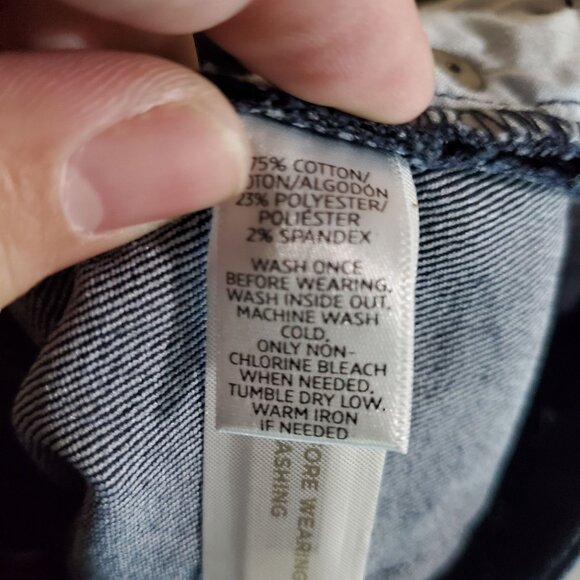 75% COTTON/
OTON/ALGODÓN
23% POLYESTER/
POLIÉSTER
2% SPANDEX
WASH ONCE
BEFORE WEARING.
WASH INSIDE OUT.
MACHINE WASH
COLD.
ONLY NON-
CHLORINE BLEACH
WHEN NEEDED.
TUMBLE DRY LOW.
WARM IRON
IF NEEDED
ORE WEARING
ASHING